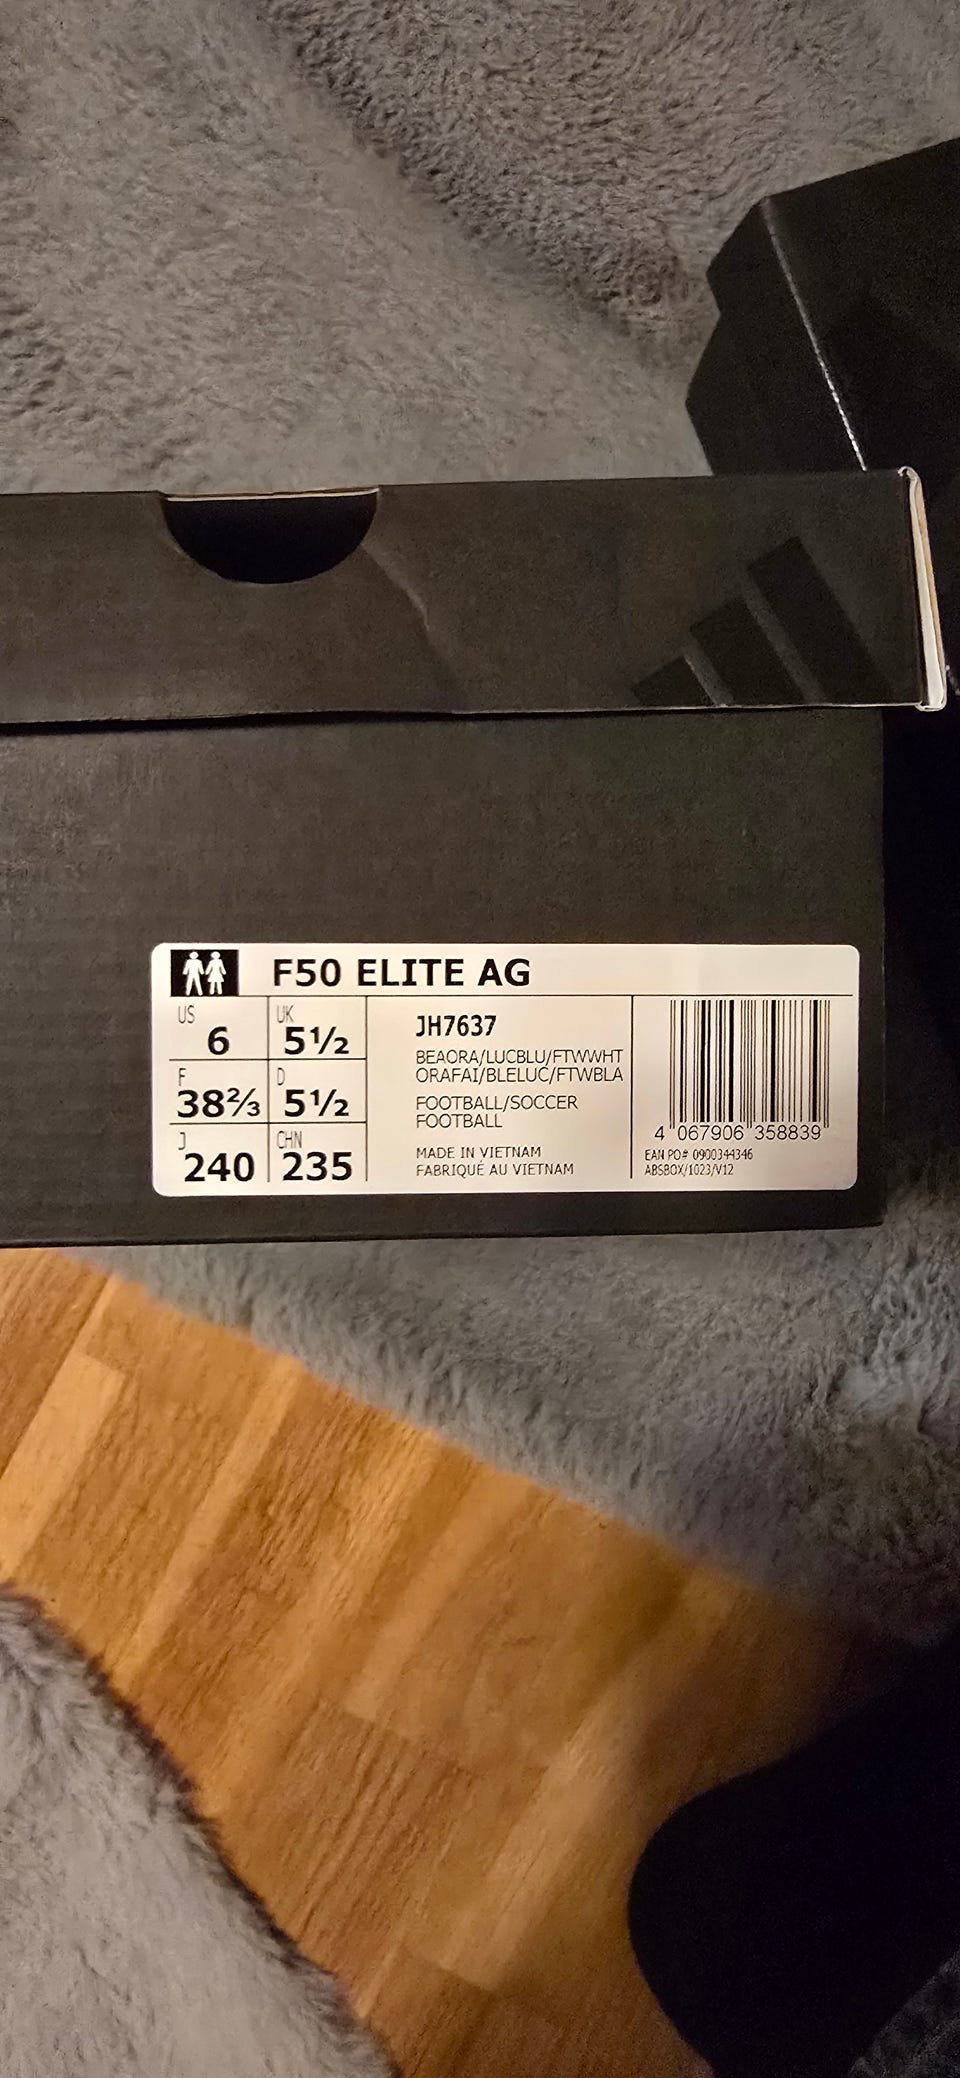 F50 ELITE AG
US 6 UK 5½
F 38⅔ D 5½
J 240 CHN 235
JH7637
BEAORA/LUCBLU/FTWWHT
ORAFAI/BLELUC/FTWBLA
FOOTBALL/SOCCER
FOOTBALL
MADE IN VIETNAM
FABRIQUÉ AU VIETNAM
4 067906 358839
EAN PO# 0900344346
ABSBOX/1023/V12